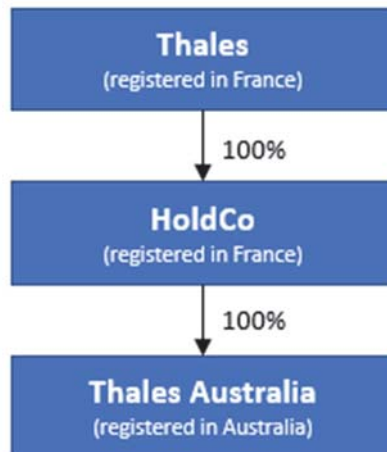 Thales
(registered in France)
100%
HoldCo
(registered in France)
100%
Thales Australia
(registered in Australia)